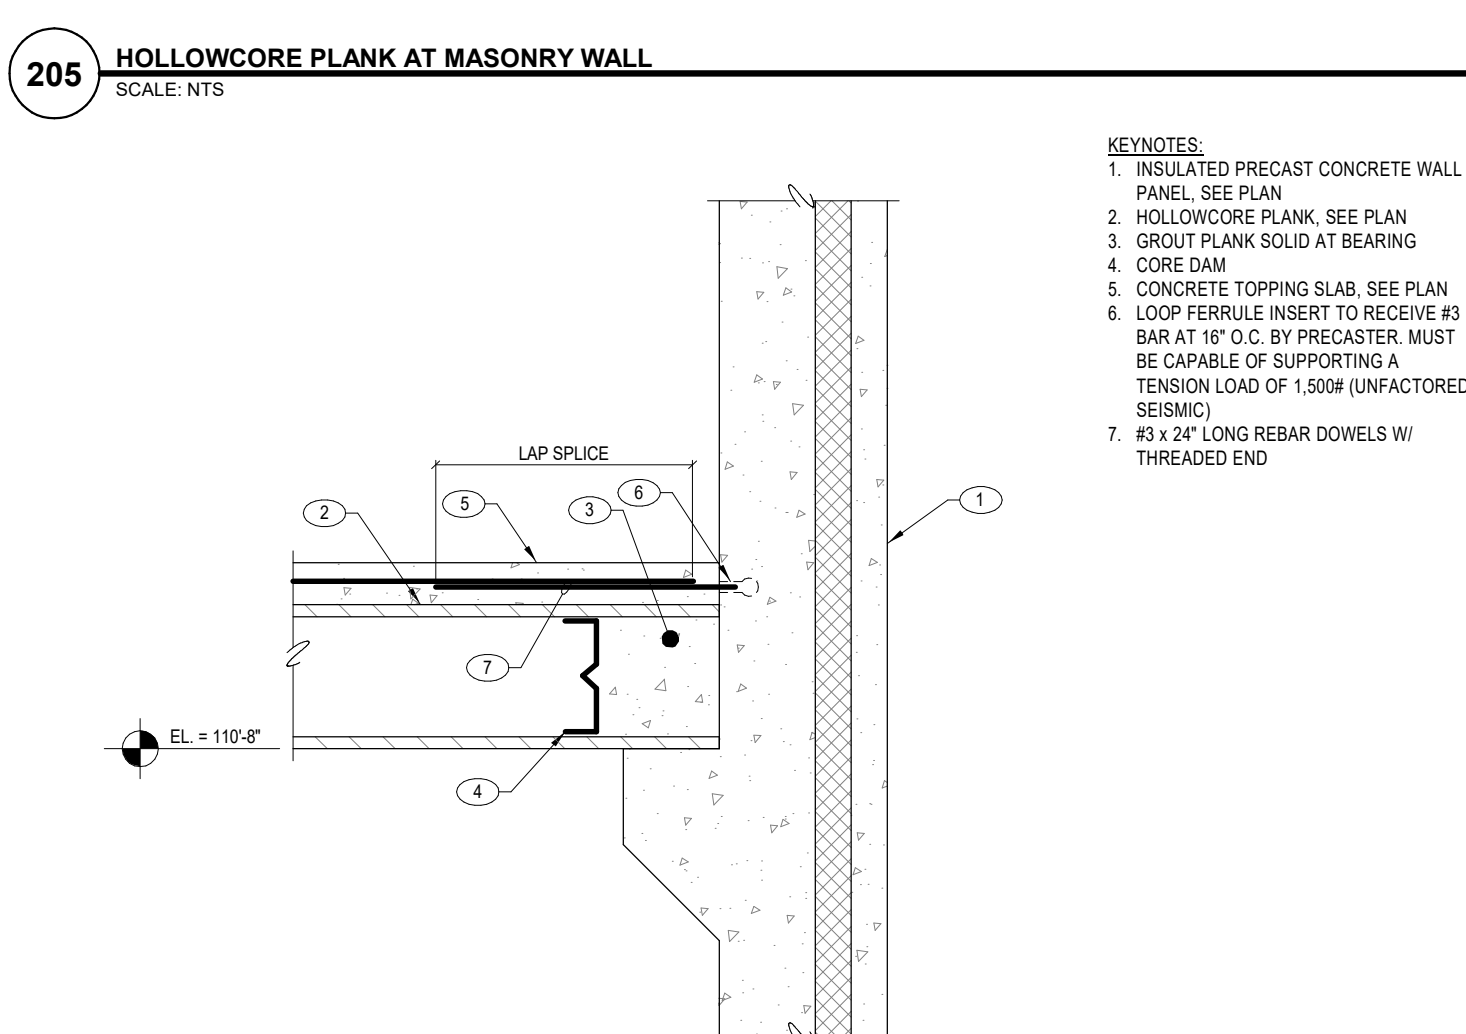 205
HOLLOWCORE PLANK AT MASONRY WALL
SCALE: NTS
KEYNOTES:
1. INSULATED PRECAST CONCRETE WALL
PANEL, SEE PLAN
2. HOLLOWCORE PLANK, SEE PLAN
3. GROUT PLANK SOLID AT BEARING
4. CORE DAM
5. CONCRETE TOPPING SLAB, SEE PLAN
6. LOOP FERRULE INSERT TO RECEIVE #3
BAR AT 16" O.C. BY PRECASTER. MUST
BE CAPABLE OF SUPPORTING A
TENSION LOAD OF 1,500# (UNFACTORED
SEISMIC)
7. #3 x 24" LONG REBAR DOWELS W/
THREADED END
LAP SPLICE
2
5
3
6
1
7
EL. = 110'-8"
4